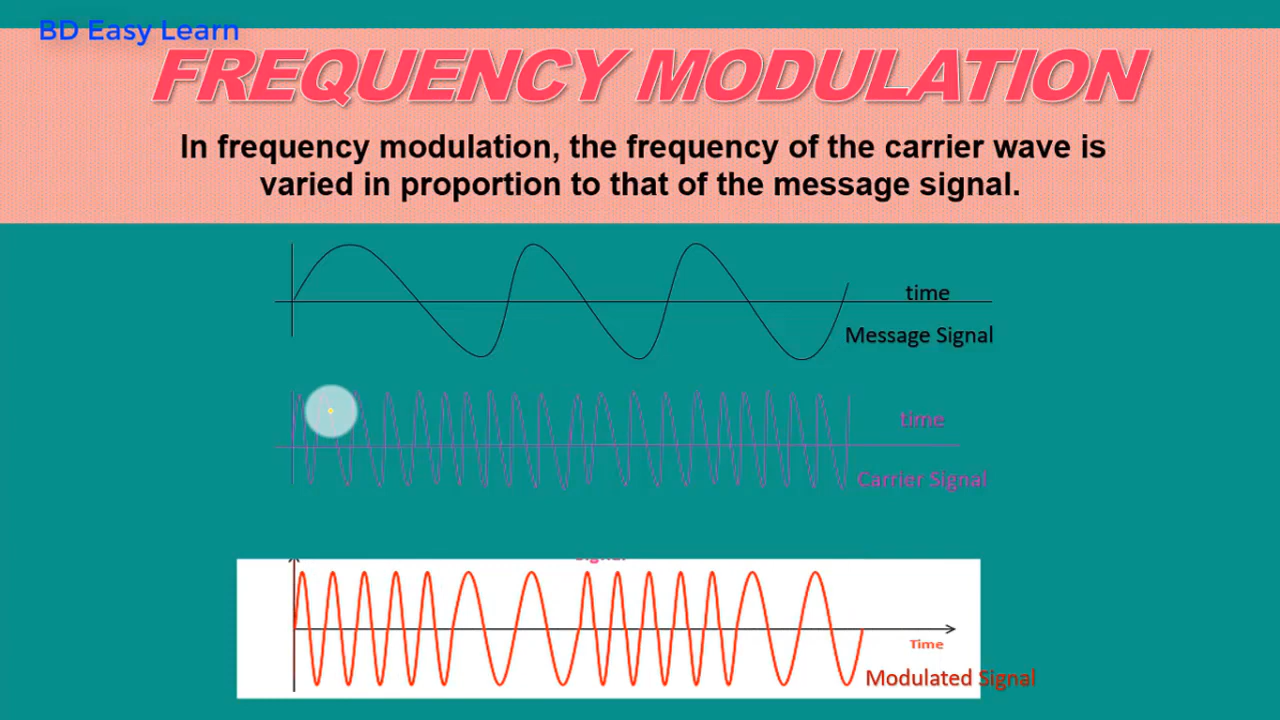 BD Easy Learn
FREQUENCY MODULATION
In frequency modulation, the frequency of the carrier wave is
varied in proportion to that of the message signal.
time
Message Signal
time
Carrier Signal
Time
Modulated Signal